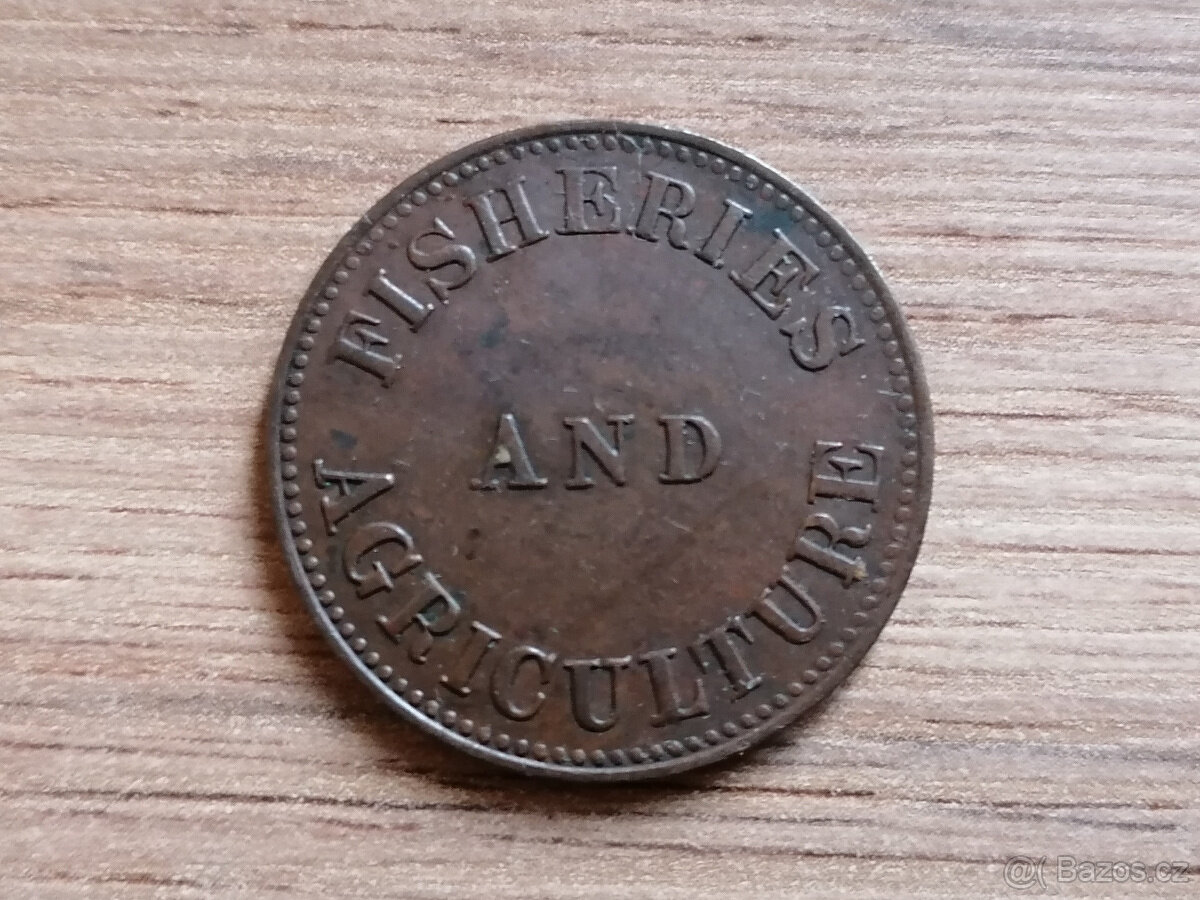 FISHERIES
AND
AGRICULTURE
@( Bazos.cz